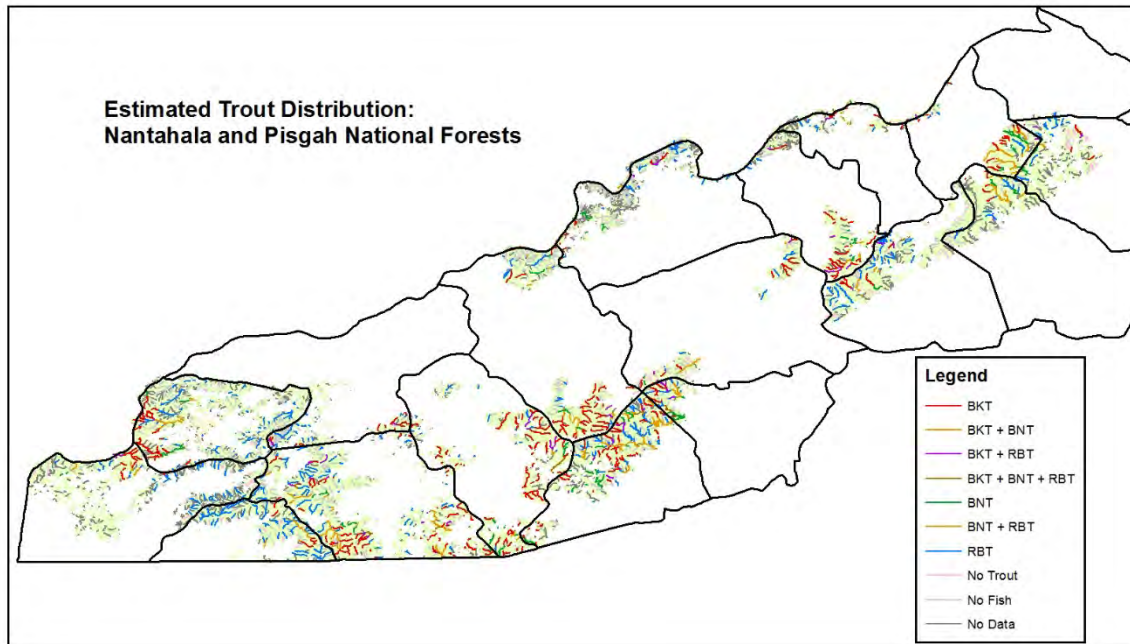 Estimated Trout Distribution:
Nantahala and Pisgah National Forests
Legend
BKT
BKT + BNT
BKT + RBT
BKT + BNT + RBT
BNT
BNT + RBT
RBT
No Trout
No Fish
No Data